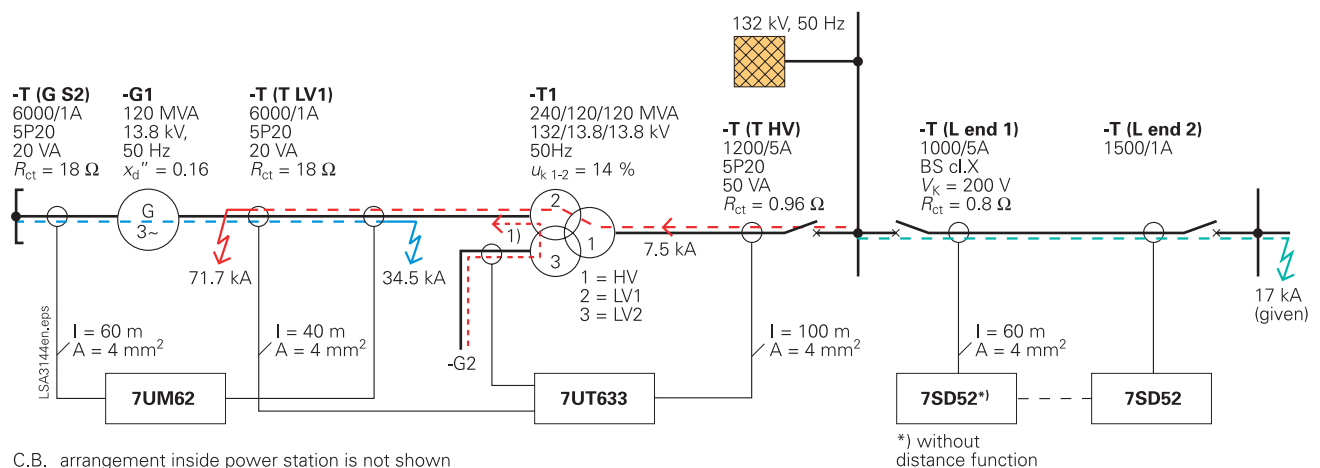 132 kV, 50 Hz
-T (G S2)
6000/1A
5P20
20 VA
Rct = 18 Ω
-G1
120 MVA
13.8 kV,
50 Hz
xd" = 0.16
-T (T LV1)
6000/1A
5P20
20 VA
Rct = 18 Ω
-T1
240/120/120 MVA
132/13.8/13.8 kV
50Hz
uk 1-2 = 14 %
-T (T HV)
1200/5A
5P20
50 VA
Rct = 0.96 Ω
-T (L end 1)
1000/5A
BS cl.X
VK = 200 V
Rct = 0.8 Ω
-T (L end 2)
1500/1A
G
3~
2
1
3
1)
71.7 kA
34.5 kA
7.5 kA
1 = HV
2 = LV1
3 = LV2
17 kA
(given)
-G2
I = 60 m
A = 4 mm²
I = 40 m
A = 4 mm²
I = 100 m
A = 4 mm²
I = 60 m
A = 4 mm²
LSA3144en.eps
7UM62
7UT633
7SD52*)
7SD52
*) without
distance function
C.B. arrangement inside power station is not shown